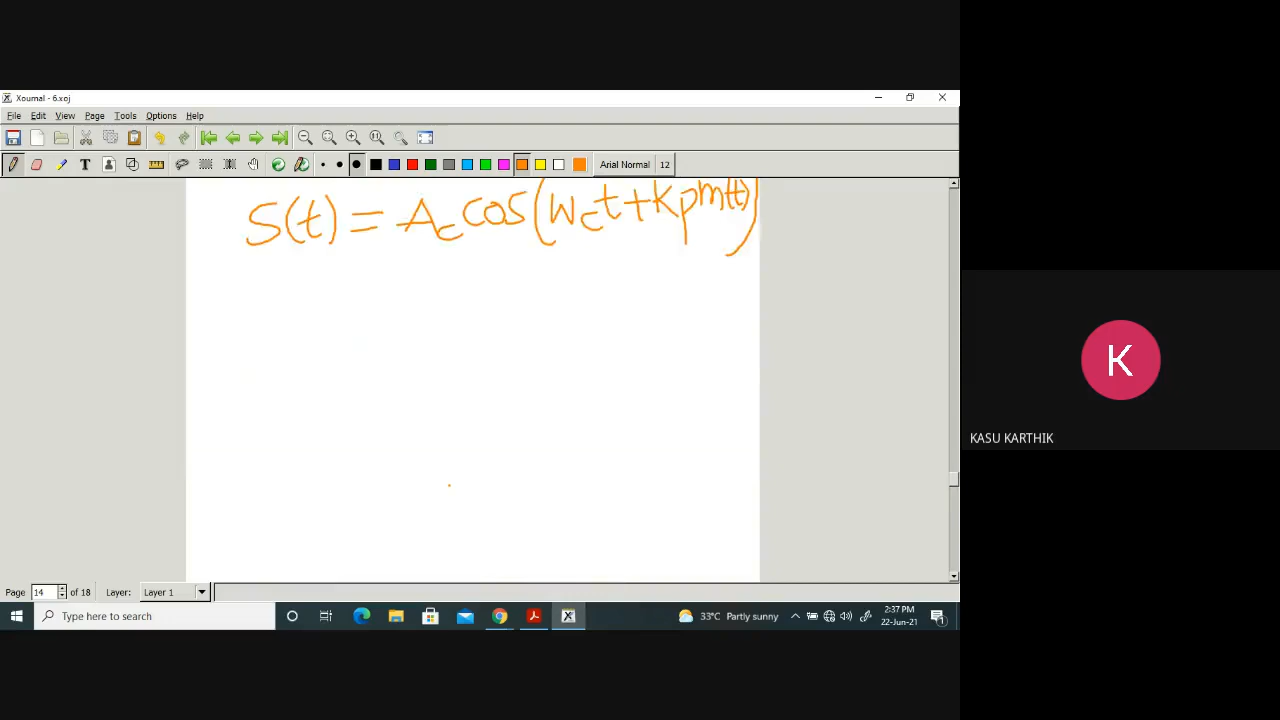 Xournal - 6.xoj
File Edit View Page Tools Options Help
T Arial Normal 12
S(t) = Ac cos(Wct+Kpm(t))
K
KASU KARTHIK
Page 14 of 18 Layer: Layer 1
Type here to search 33°C Partly sunny 2:37 PM
22-Jun-21 1